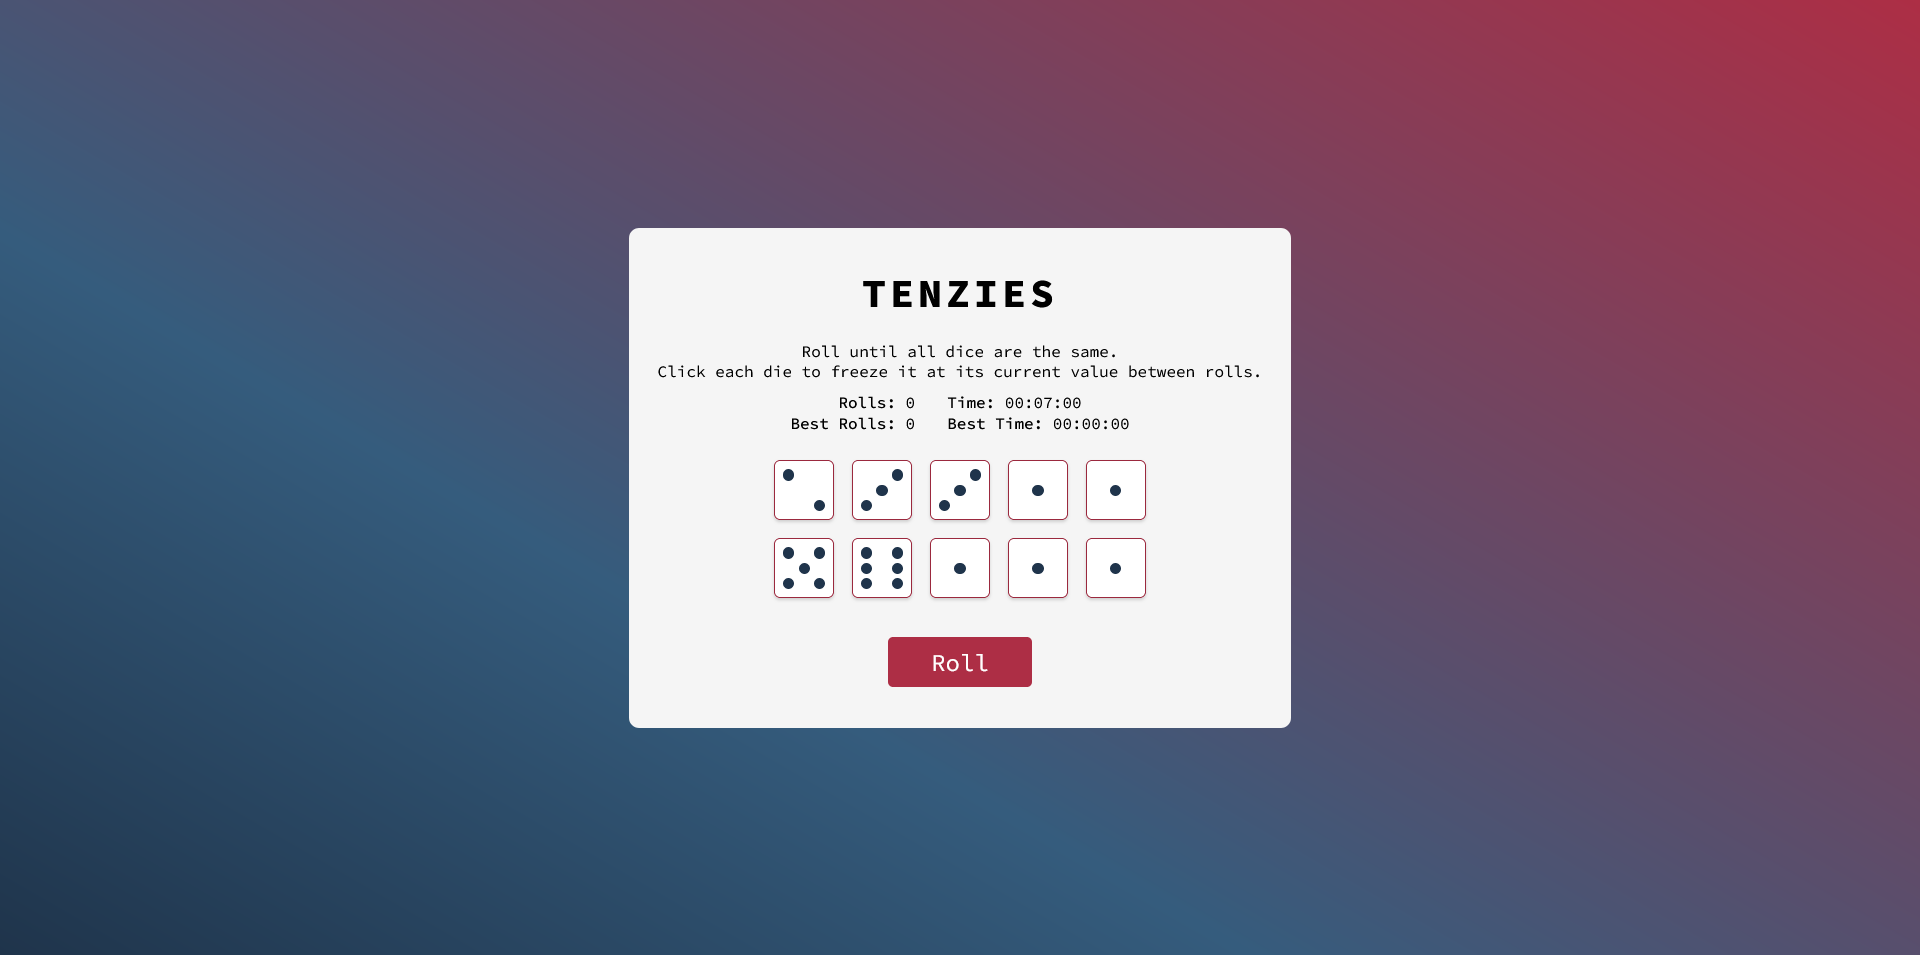 TENZIES
Roll until all dice are the same.
Click each die to freeze it at its current value between rolls.
Rolls: 0 Time: 00:07:00
Best Rolls: 0 Best Time: 00:00:00
Roll